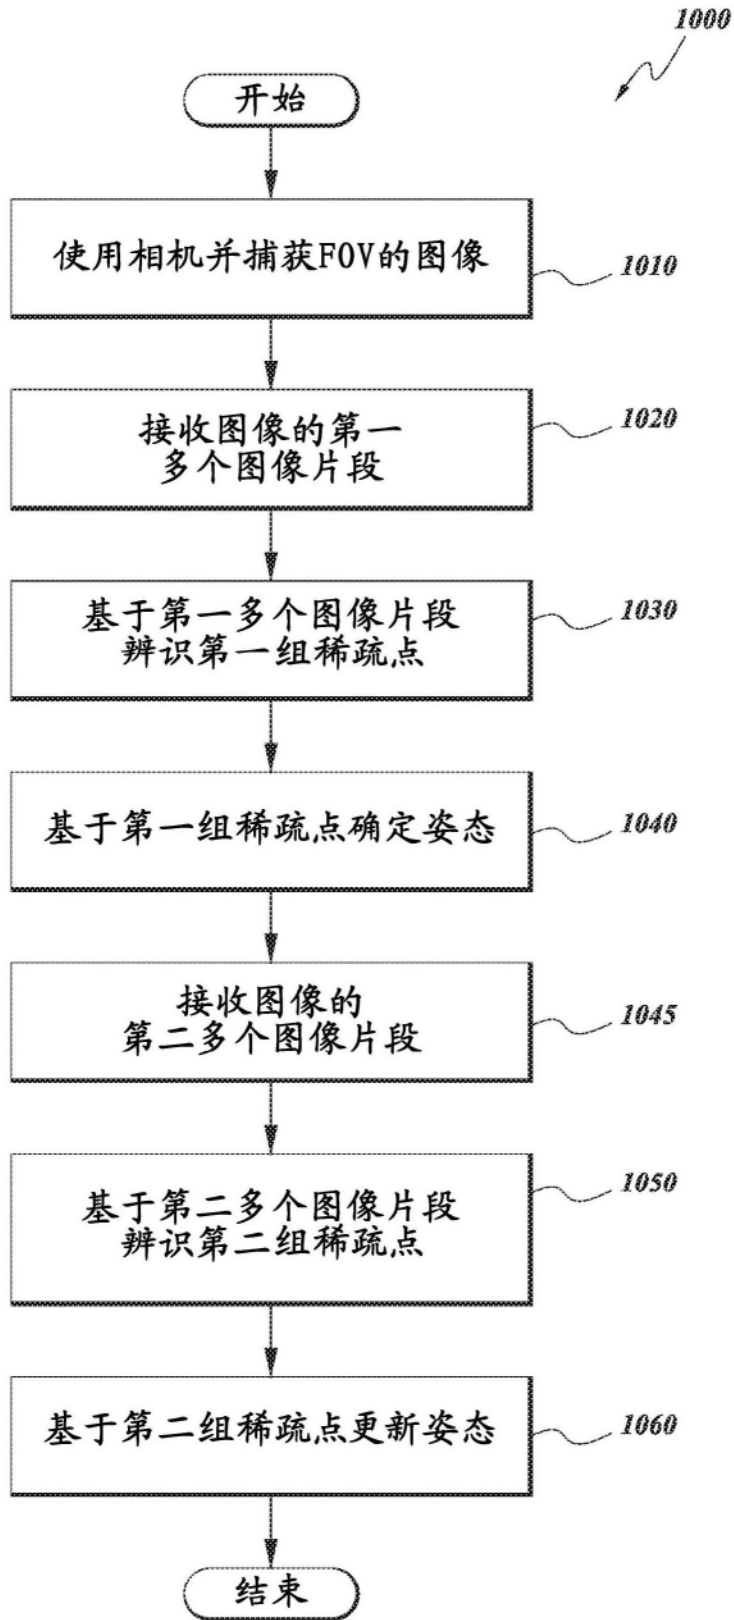 1000
开始
使用相机并捕获FOV的图像
1010
接收图像的第一
多个图像片段
1020
基于第一多个图像片段
辨识第一组稀疏点
1030
基于第一组稀疏点确定姿态
1040
接收图像的
第二多个图像片段
1045
基于第二多个图像片段
辨识第二组稀疏点
1050
基于第二组稀疏点更新姿态
1060
结束